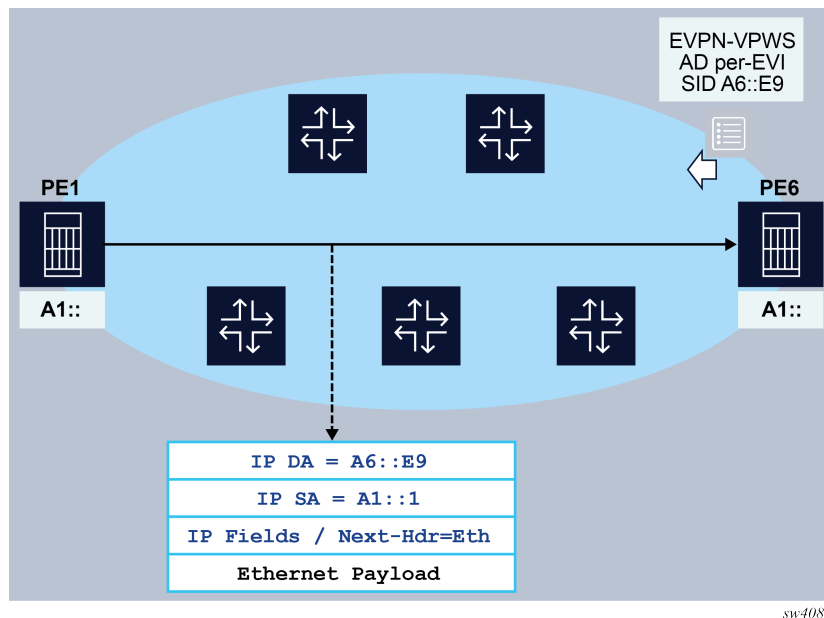 EVPN-VPWS
AD per-EVI
SID A6::E9
PE1
PE6
A1::
A1::
IP DA = A6::E9
IP SA = A1::1
IP Fields / Next-Hdr=Eth
Ethernet Payload
sw408